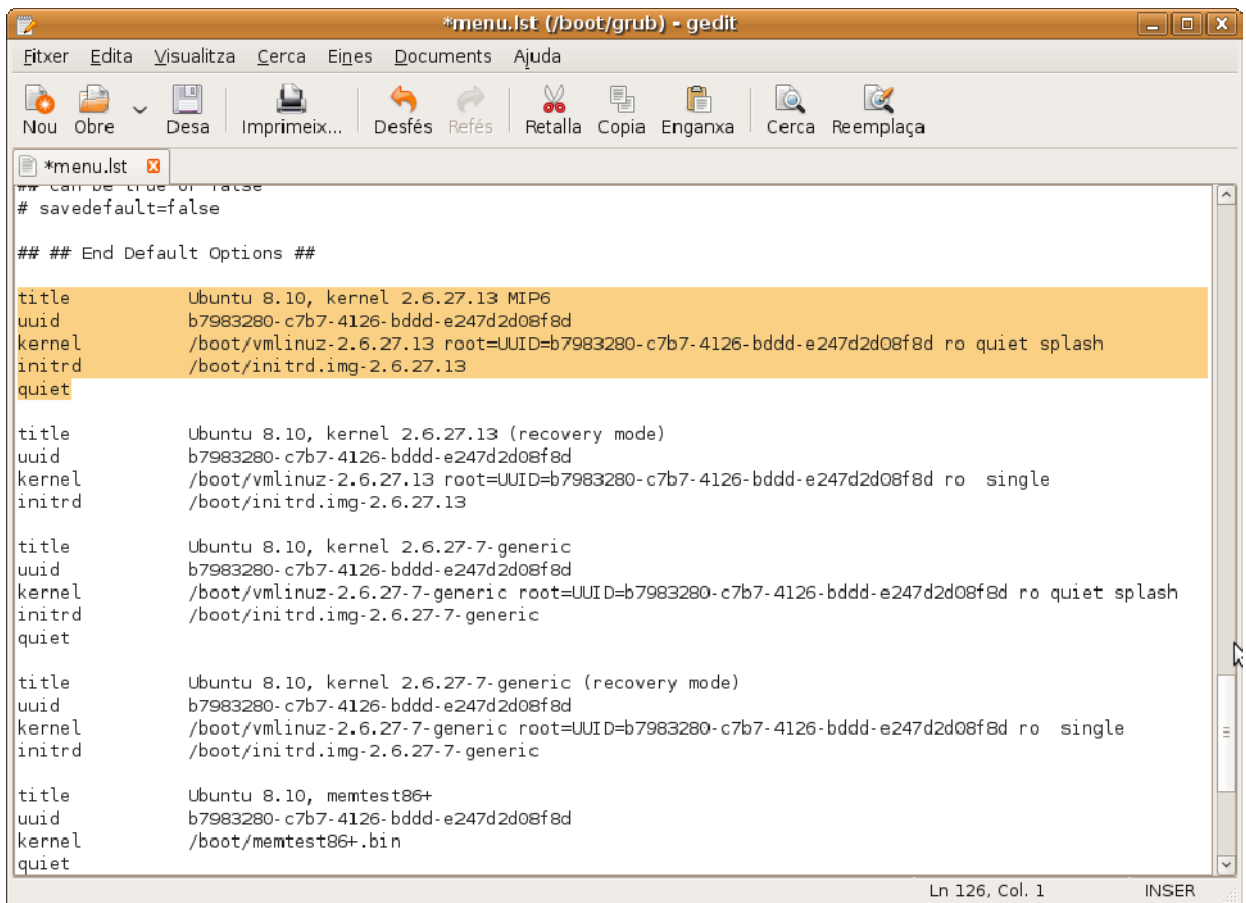 *menu.lst (/boot/grub) - gedit
Fitxer Edita Visualitza Cerca Eines Documents Ajuda
Nou Obre Desa Imprimeix... Desfés Refés Retalla Copia Enganxa Cerca Reemplaça
*menu.lst
## Can be true or false
# savedefault=false
## ## End Default Options ##
title Ubuntu 8.10, kernel 2.6.27.13 MIP6
uuid b7983280-c7b7-4126-bddd-e247d2d08f8d
kernel /boot/vmlinuz-2.6.27.13 root=UUID=b7983280-c7b7-4126-bddd-e247d2d08f8d ro quiet splash
initrd /boot/initrd.img-2.6.27.13
quiet
title Ubuntu 8.10, kernel 2.6.27.13 (recovery mode)
uuid b7983280-c7b7-4126-bddd-e247d2d08f8d
kernel /boot/vmlinuz-2.6.27.13 root=UUID=b7983280-c7b7-4126-bddd-e247d2d08f8d ro single
initrd /boot/initrd.img-2.6.27.13
title Ubuntu 8.10, kernel 2.6.27-7-generic
uuid b7983280-c7b7-4126-bddd-e247d2d08f8d
kernel /boot/vmlinuz-2.6.27-7-generic root=UUID=b7983280-c7b7-4126-bddd-e247d2d08f8d ro quiet splash
initrd /boot/initrd.img-2.6.27-7-generic
quiet
title Ubuntu 8.10, kernel 2.6.27-7-generic (recovery mode)
uuid b7983280-c7b7-4126-bddd-e247d2d08f8d
kernel /boot/vmlinuz-2.6.27-7-generic root=UUID=b7983280-c7b7-4126-bddd-e247d2d08f8d ro single
initrd /boot/initrd.img-2.6.27-7-generic
title Ubuntu 8.10, memtest86+
uuid b7983280-c7b7-4126-bddd-e247d2d08f8d
kernel /boot/memtest86+.bin
quiet
Ln 126, Col. 1 INSER